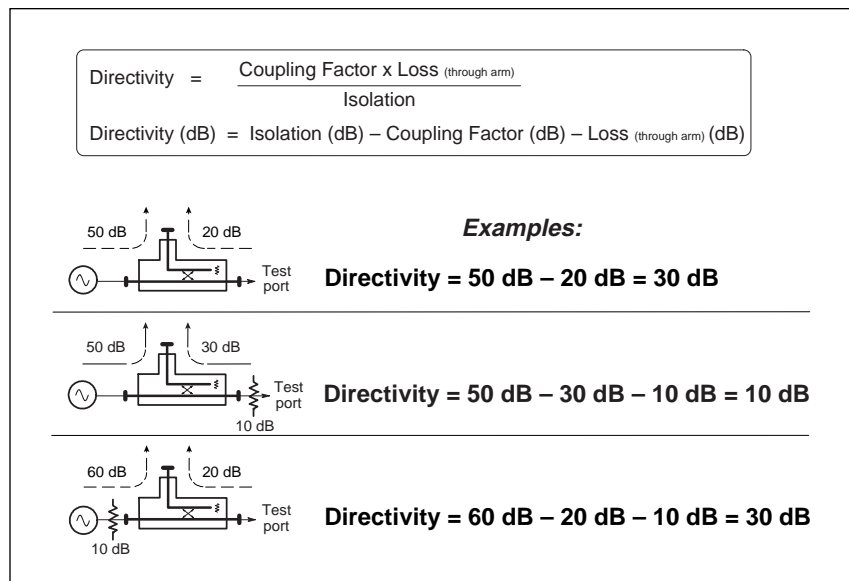 Directivity = Coupling Factor x Loss (through arm)
Isolation
Directivity (dB) = Isolation (dB) – Coupling Factor (dB) – Loss (through arm) (dB)
50 dB 20 dB
Examples:
Test
port
Directivity = 50 dB – 20 dB = 30 dB
50 dB 30 dB
Test
port
10 dB
Directivity = 50 dB – 30 dB – 10 dB = 10 dB
60 dB 20 dB
Test
port
10 dB
Directivity = 60 dB – 20 dB – 10 dB = 30 dB